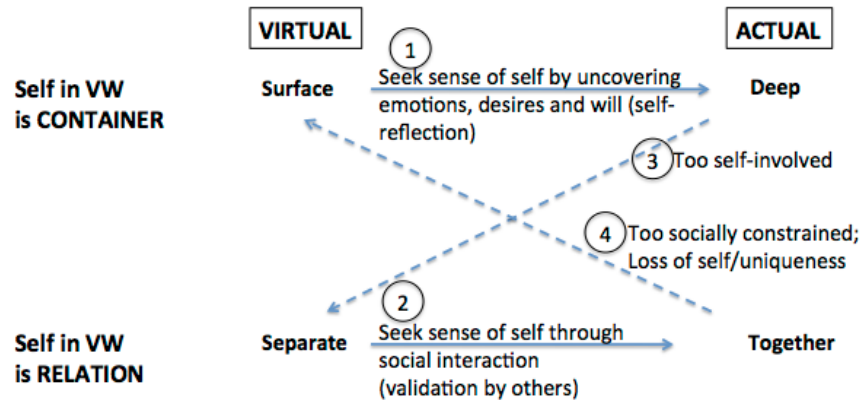 VIRTUAL
ACTUAL
1
Self in VW
is CONTAINER
Surface
Seek sense of self by uncovering
emotions, desires and will (self-
reflection)
Deep
3
Too self-involved
4
Too socially constrained;
Loss of self/uniqueness
2
Self in VW
is RELATION
Separate
Seek sense of self through
social interaction
(validation by others)
Together